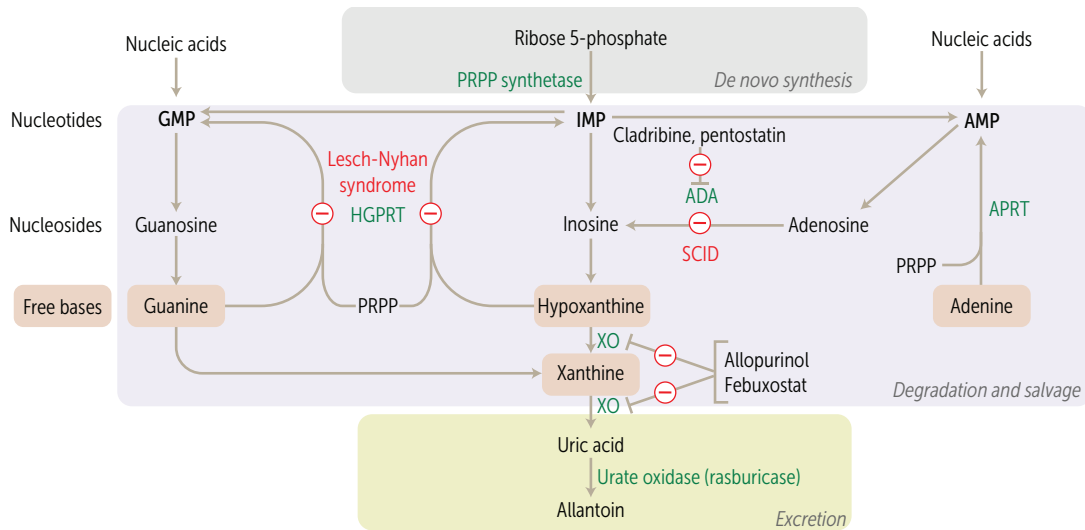 Nucleic acids
Ribose 5-phosphate
Nucleic acids
PRPP synthetase
De novo synthesis
Nucleotides
GMP
IMP
AMP
Cladribine, pentostatin
Lesch-Nyhan
syndrome
HGPRT
ADA
APRT
Nucleosides
Guanosine
Inosine
Adenosine
SCID
PRPP
Free bases
Guanine
PRPP
Hypoxanthine
Adenine
XO
Allopurinol
Febuxostat
Xanthine
Degradation and salvage
XO
Uric acid
Urate oxidase (rasburicase)
Allantoin
Excretion